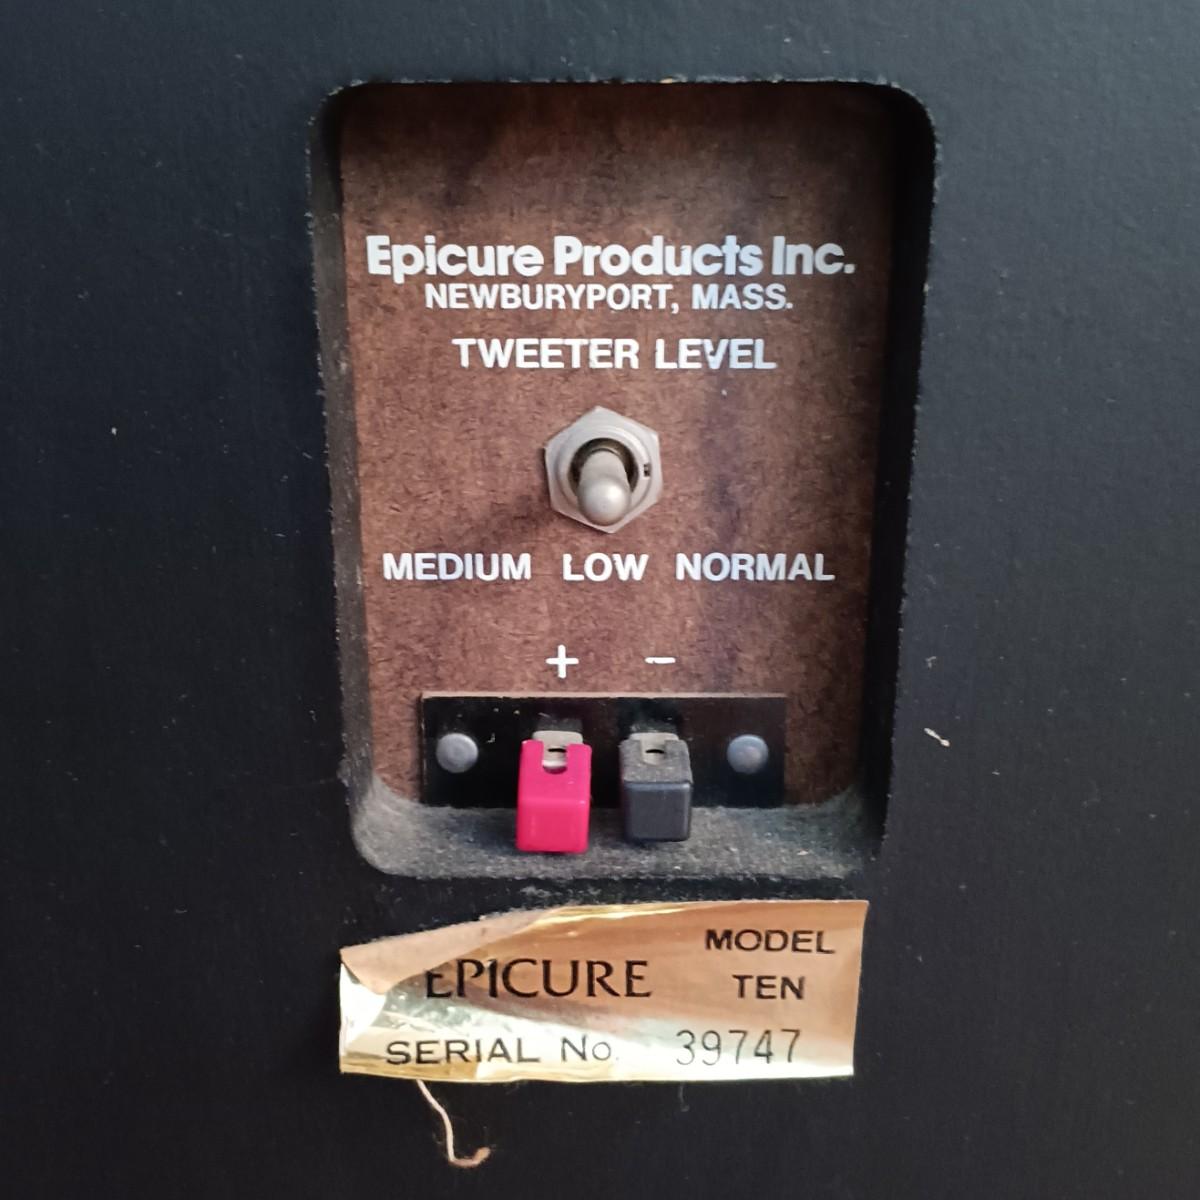 Epicure Products Inc.
NEWBURYPORT, MASS.
TWEETER LEVEL
MEDIUM LOW NORMAL
+ −
EPICURE
MODEL
TEN
SERIAL No. 39747